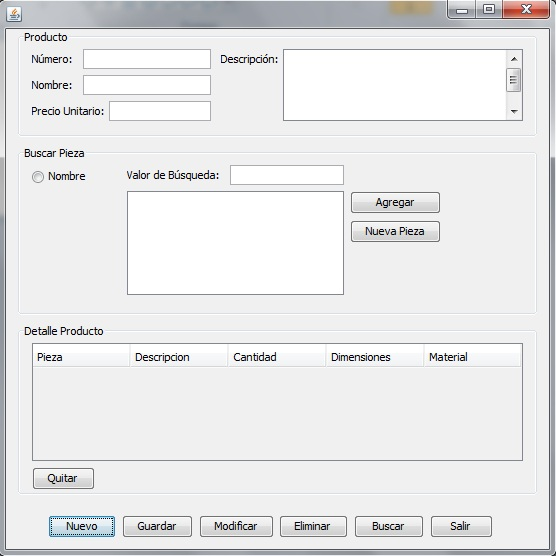 Producto
Número:
Descripción:
Nombre:
Precio Unitario:
Buscar Pieza
Nombre
Valor de Búsqueda:
Agregar
Nueva Pieza
Detalle Producto
Pieza Descripcion Cantidad Dimensiones Material
Quitar
Nuevo Guardar Modificar Eliminar Buscar Salir